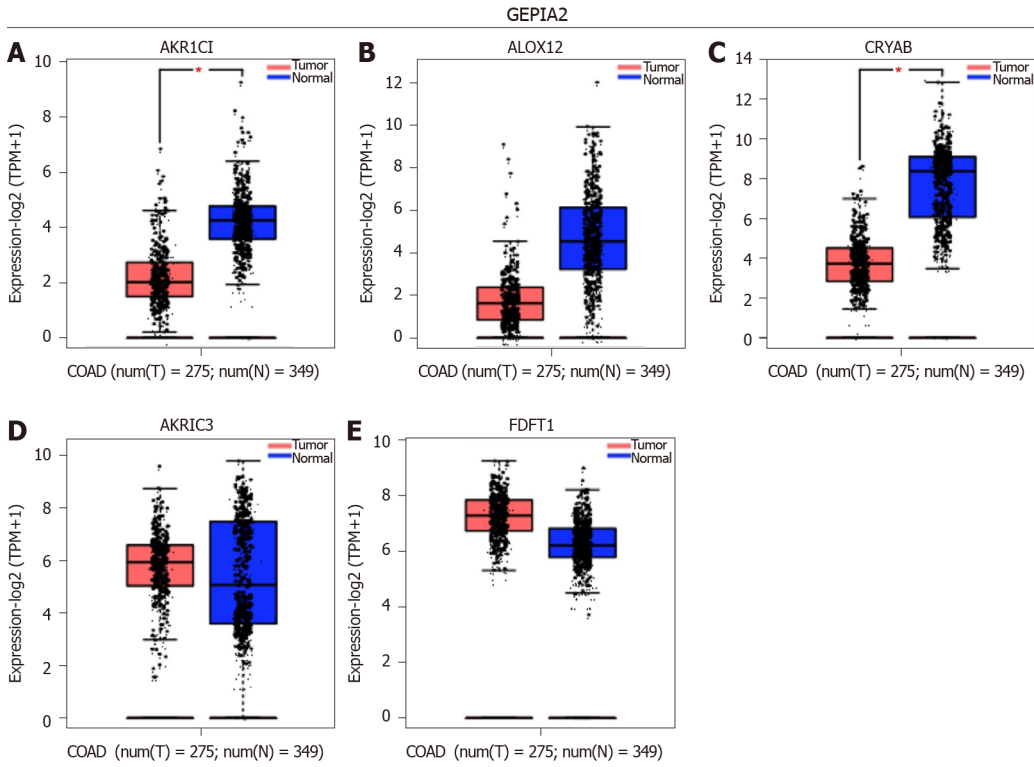 GEPIA2
A
AKR1CI
Expression-log2 (TPM+1)
10
8
6
4
2
0
*
Tumor
Normal
COAD (num(T) = 275; num(N) = 349)
B
ALOX12
Expression-log2 (TPM+1)
12
10
8
6
4
2
0
Tumor
Normal
COAD (num(T) = 275; num(N) = 349)
C
CRYAB
Expression-log2 (TPM+1)
14
12
10
8
6
4
2
0
*
Tumor
Normal
COAD (num(T) = 275; num(N) = 349)
D
AKRIC3
Expression-log2 (TPM+1)
10
8
6
4
2
0
Tumor
Normal
COAD (num(T) = 275; num(N) = 349)
E
FDFT1
Expression-log2 (TPM+1)
10
8
6
4
2
0
Tumor
Normal
COAD (num(T) = 275; num(N) = 349)